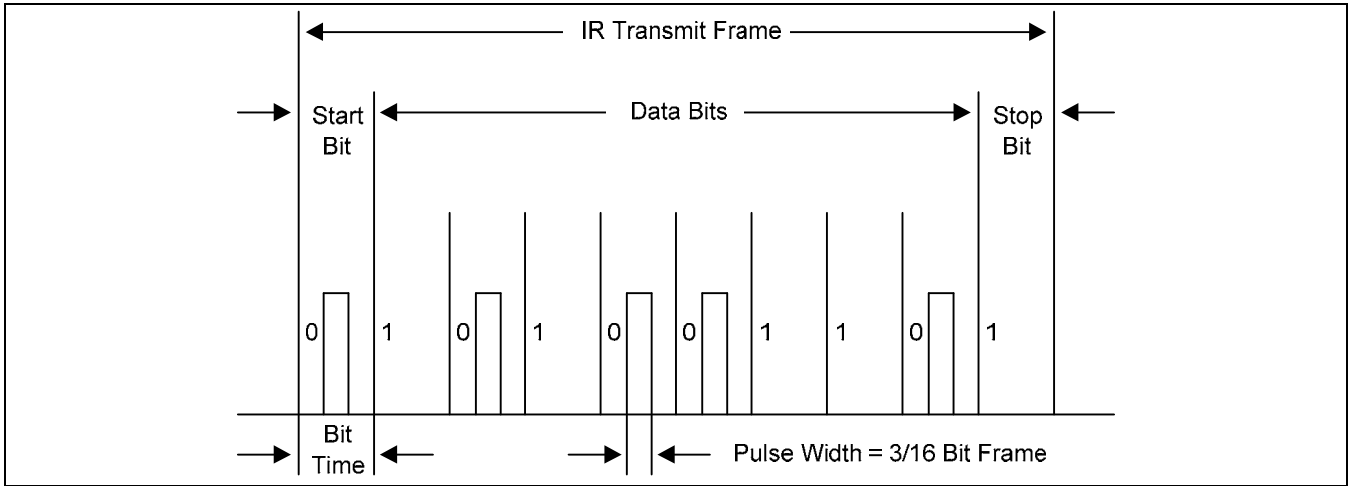 IR Transmit Frame
Start
Bit
Data Bits
Stop
Bit
0 1 0 1 0 0 1 1 0 1
Bit
Time
Pulse Width = 3/16 Bit Frame